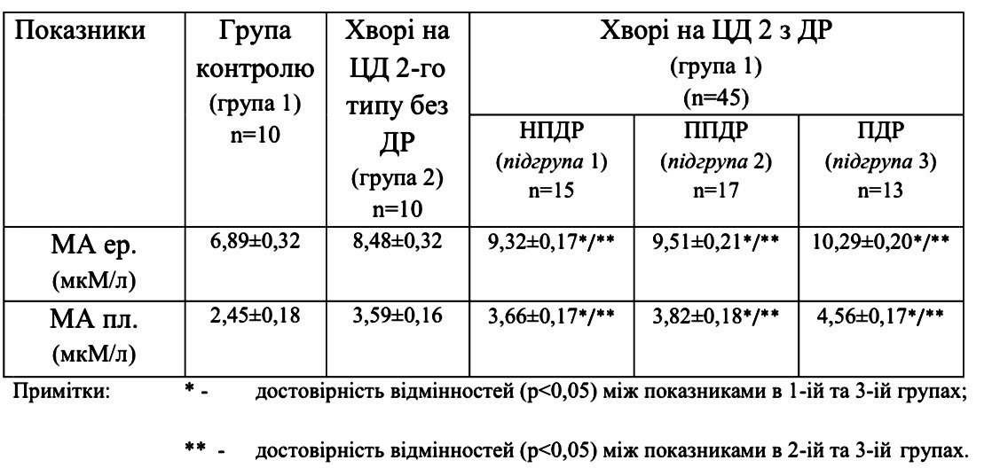 Показники
Група
контролю
(група 1)
n=10
Хворі на
ЦД 2-го
типу без
ДР
(група 2)
n=10
Хворі на ЦД 2 з ДР
(група 1)
(n=45)
НПДР
(підгрупа 1)
n=15
ППДР
(підгрупа 2)
n=17
ПДР
(підгрупа 3)
n=13
МА ер.
(мкМ/л)
6,89±0,32
8,48±0,32
9,32±0,17*/**
9,51±0,21*/**
10,29±0,20*/**
МА пл.
(мкМ/л)
2,45±0,18
3,59±0,16
3,66±0,17*/**
3,82±0,18*/**
4,56±0,17*/**
Примітки: * - достовірність відмінностей (p<0,05) між показниками в 1-ій та 3-ій групах;
** - достовірність відмінностей (p<0,05) між показниками в 2-ій та 3-ій групах.